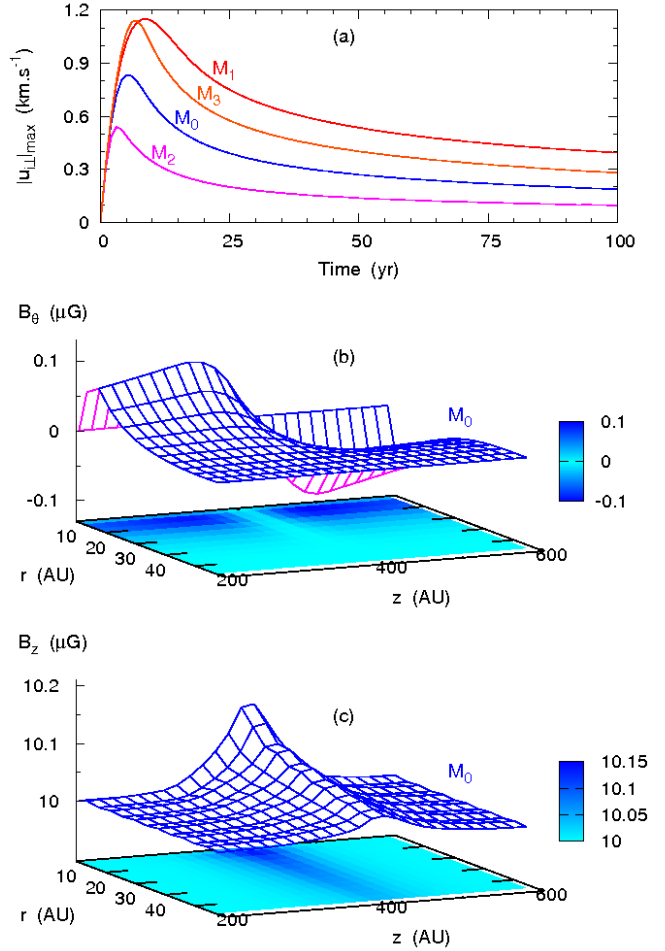 1.2
(a)
0.9
M1
0.6
M3
M0
0.3
M2
0
|ui⊥|max (km.s⁻¹)
0 25 50 75 100
Time (yr)
Bθ (μG)
0.1
(b)
M0
0
0.1
0
-0.1
-0.1
10
20
30
40
r (AU)
200
400
600
z (AU)
Bz (μG)
10.2
(c)
10.1
M0
10
10.15
10.05
10
10
20
30
40
r (AU)
200
400
600
z (AU)